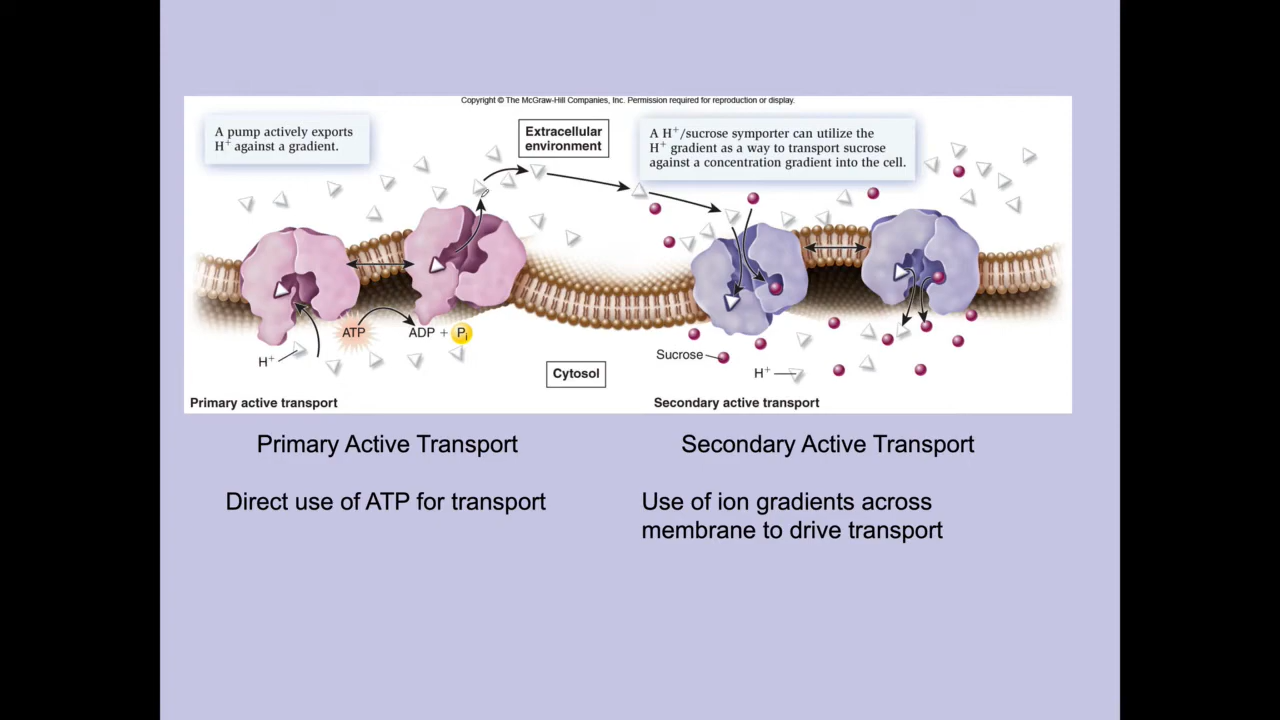 Copyright © The McGraw-Hill Companies, Inc. Permission required for reproduction or display.
A pump actively exports
H⁺ against a gradient.
Extracellular
environment
A H⁺/sucrose symporter can utilize the
H⁺ gradient as a way to transport sucrose
against a concentration gradient into the cell.
ATP
ADP + Pᵢ
H⁺
Cytosol
Sucrose
H⁺
Primary active transport
Secondary active transport
Primary Active Transport
Secondary Active Transport
Direct use of ATP for transport
Use of ion gradients across
membrane to drive transport